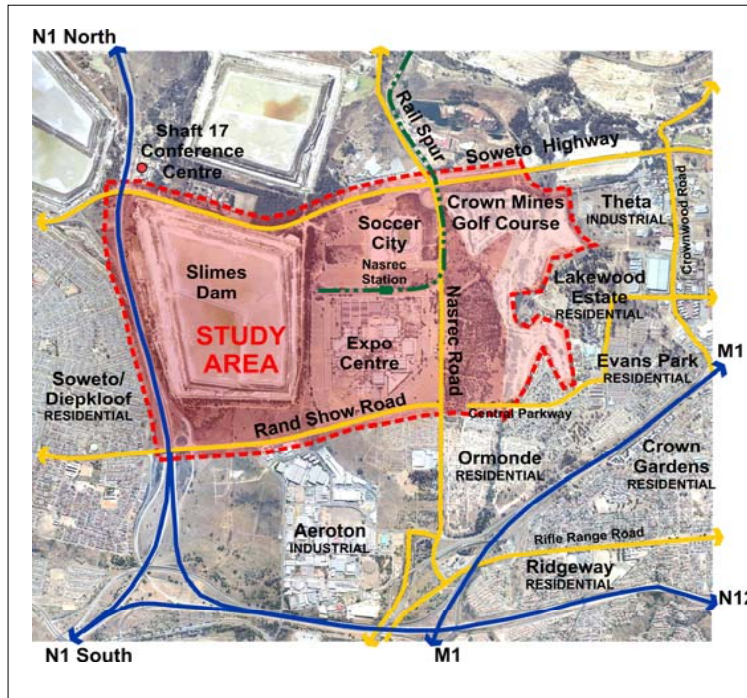 N1 North
Shaft 17
Conference
Centre
Rail Spur
Soweto Highway
Crown Mines
Golf Course
Theta
INDUSTRIAL
Crownwood Road
Soccer
City
Nasrec
Station
Slimes
Dam
STUDY
AREA
Expo
Centre
Nasrec Road
Lakewood
Estate
RESIDENTIAL
M1
Evans Park
RESIDENTIAL
Soweto/
Diepkloof
RESIDENTIAL
Rand Show Road
Central Parkway
Ormonde
RESIDENTIAL
Crown
Gardens
RESIDENTIAL
Aeroton
INDUSTRIAL
Rifle Range Road
Ridgeway
RESIDENTIAL
N12
N1 South
M1